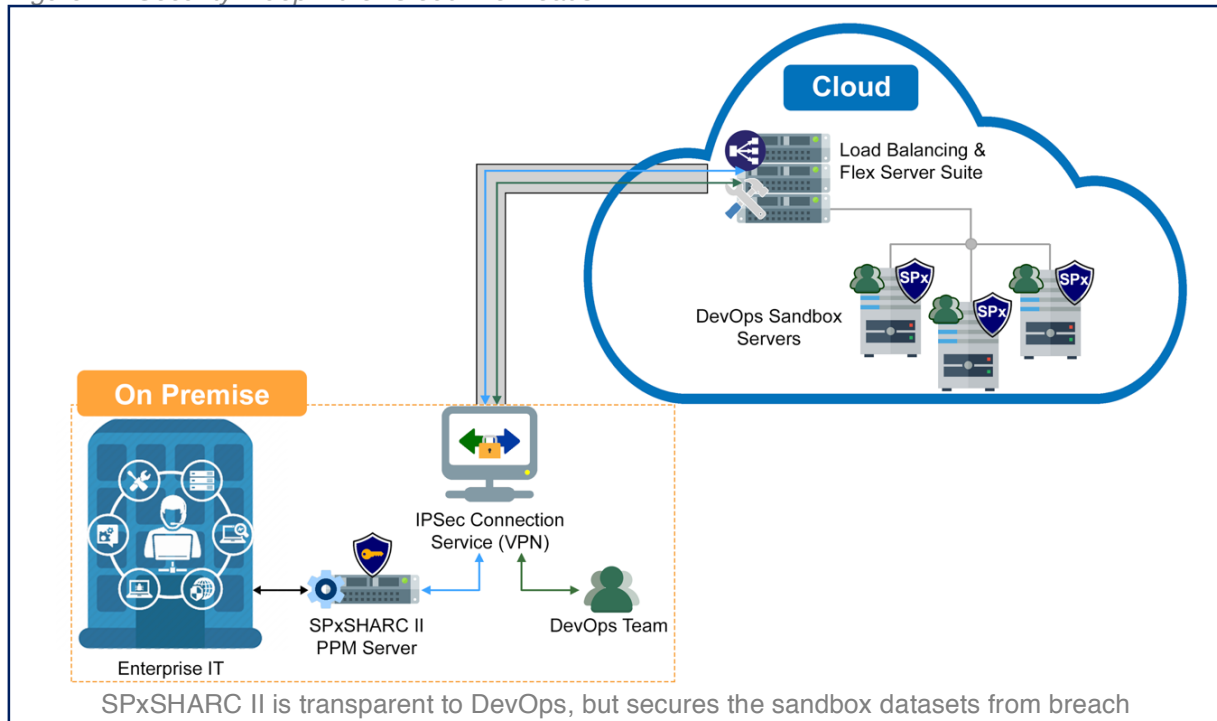 Cloud
Load Balancing &
Flex Server Suite
SPx
SPx
SPx
DevOps Sandbox
Servers
On Premise
IPSec Connection
Service (VPN)
SPxSHARC II
PPM Server
DevOps Team
Enterprise IT
SPxSHARC II is transparent to DevOps, but secures the sandbox datasets from breach